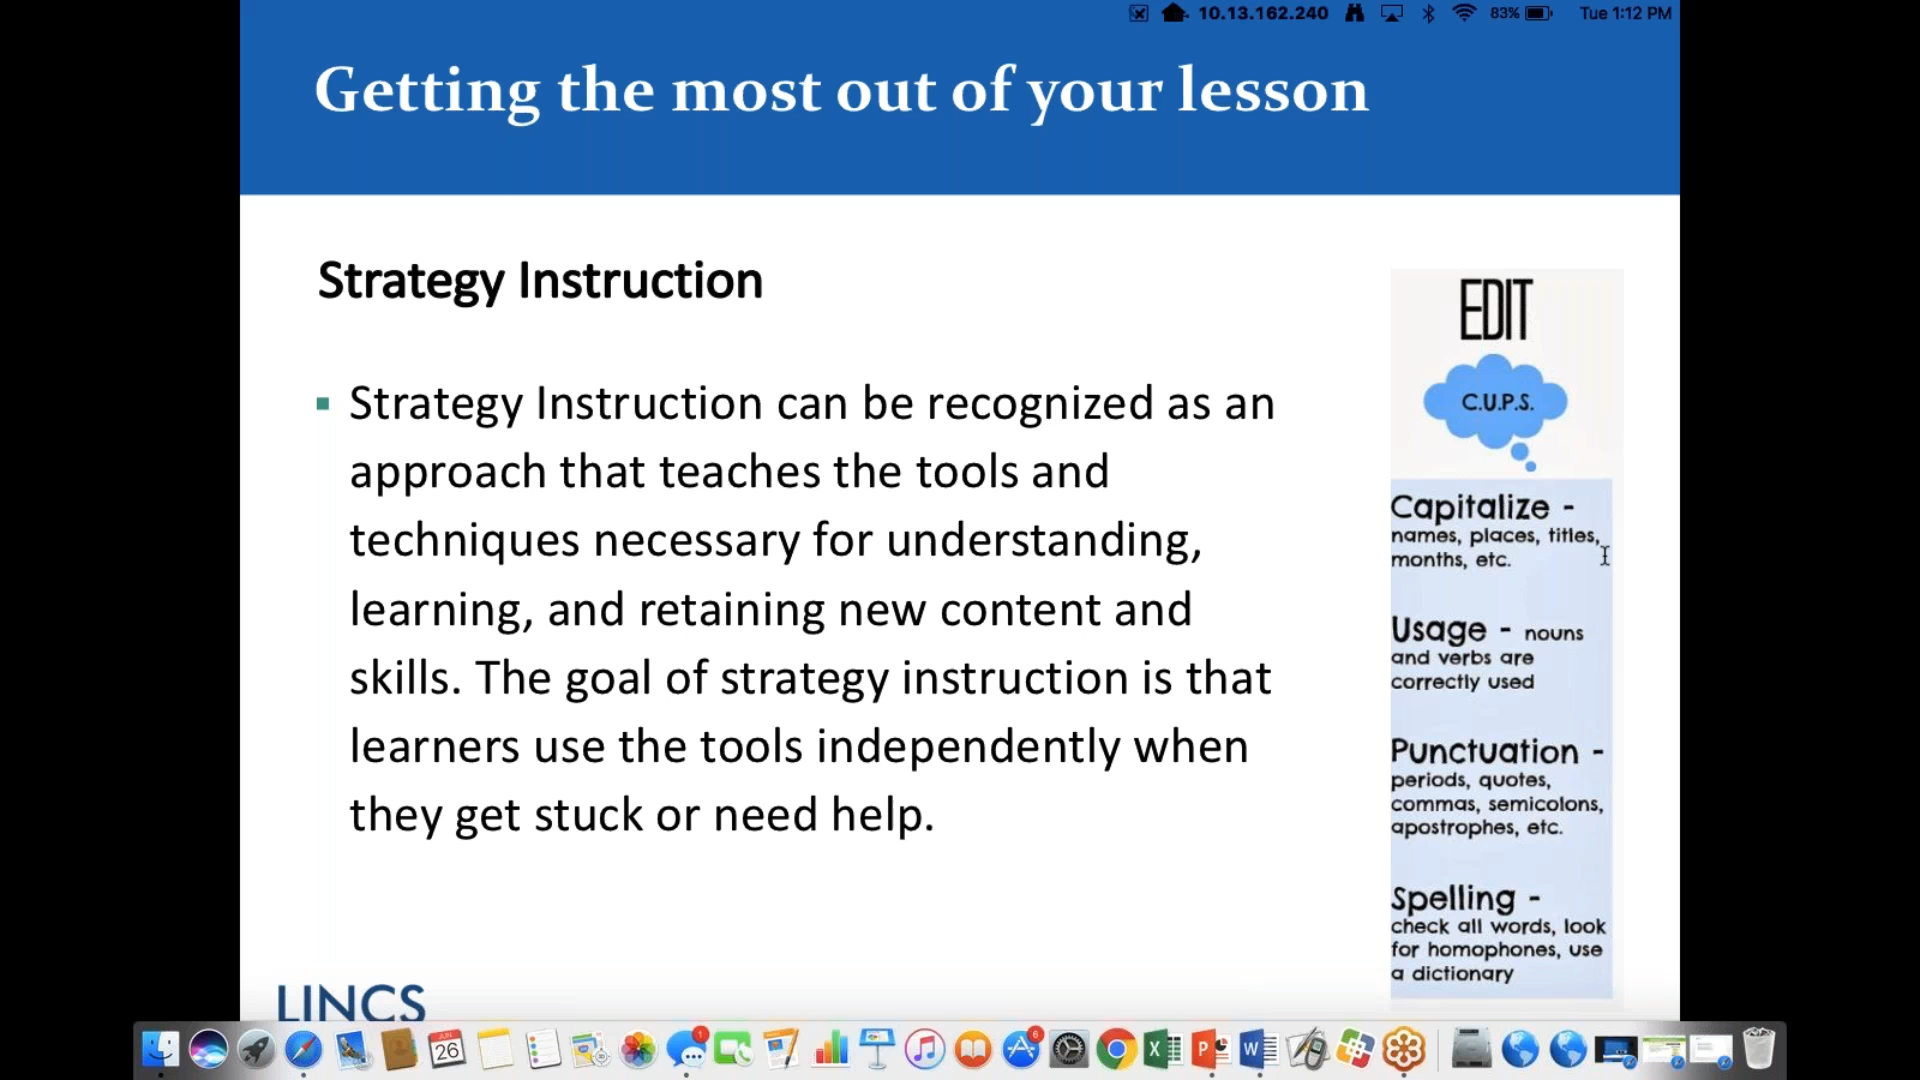 10.13.162.240 83% Tue 1:12 PM
Getting the most out of your lesson
Strategy Instruction
Strategy Instruction can be recognized as an
approach that teaches the tools and
techniques necessary for understanding,
learning, and retaining new content and
skills. The goal of strategy instruction is that
learners use the tools independently when
they get stuck or need help.
EDIT
C.U.P.S.
Capitalize -
names, places, titles,
months, etc.
Usage - nouns
and verbs are
correctly used
Punctuation -
periods, quotes,
commas, semicolons,
apostrophes, etc.
Spelling -
check all words, look
for homophones, use
a dictionary
LINCS
JUN
26
1
6
X
P
W